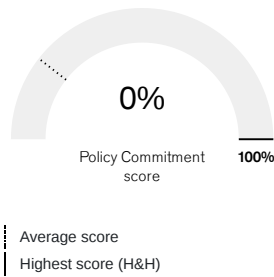 0%
Policy Commitment
score
100%
Average score
Highest score (H&H)